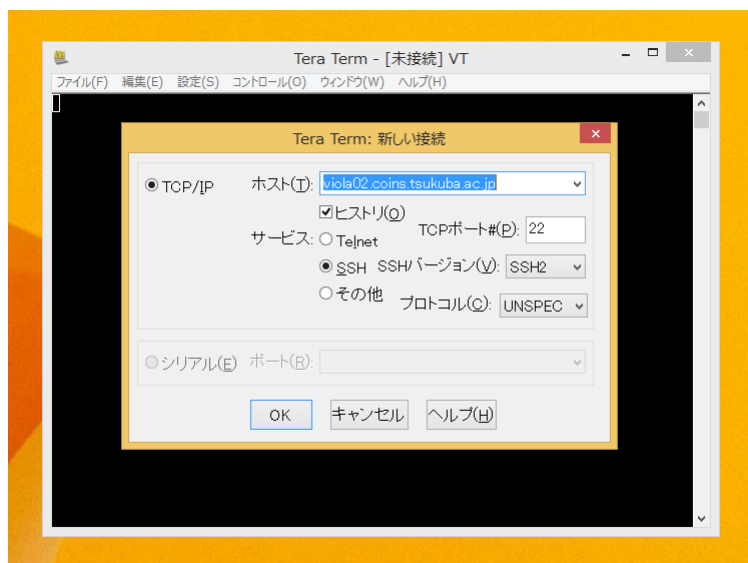 Tera Term - [未接続] VT
ファイル(F) 編集(E) 設定(S) コントロール(O) ウィンドウ(W) ヘルプ(H)
Tera Term: 新しい接続
TCP/IP ホスト(T): viola02.coins.tsukuba.ac.jp
ヒストリ(O)
サービス: Telnet TCPポート#(P): 22
SSH SSHバージョン(V): SSH2
その他 プロトコル(C): UNSPEC
シリアル(E) ポート(R):
OK キャンセル ヘルプ(H)